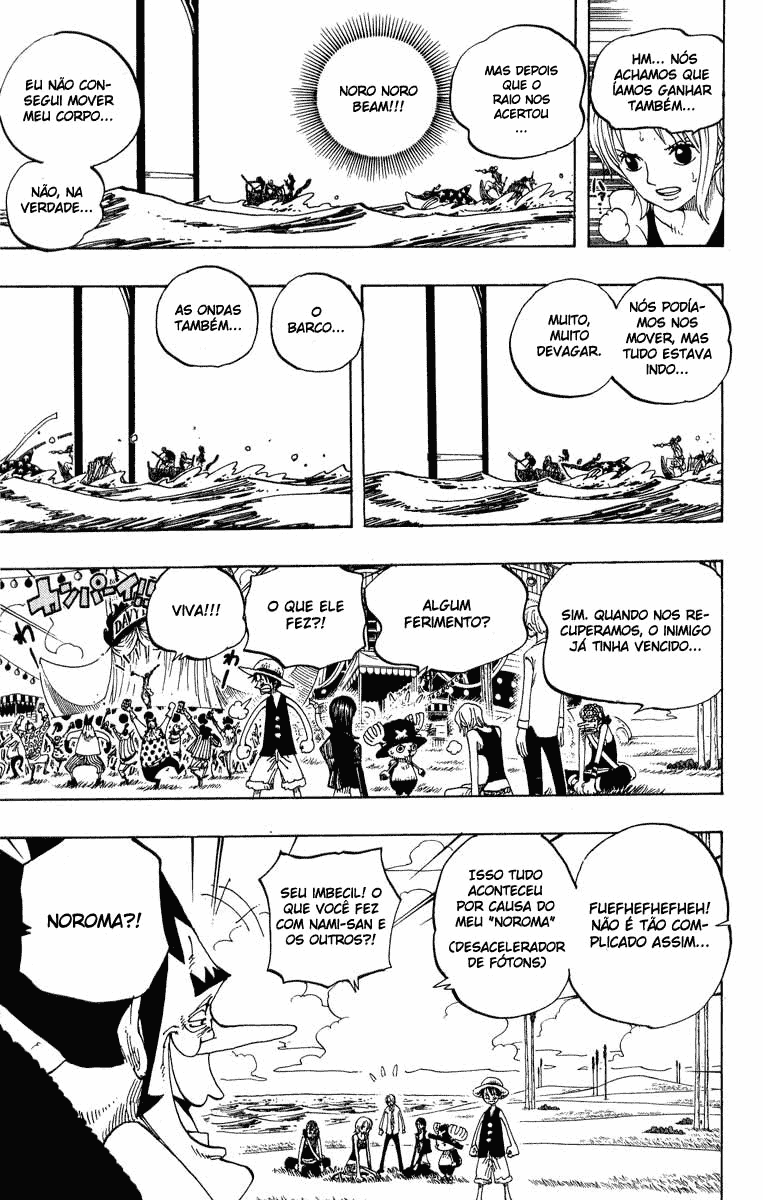 HM... NÓS
ACHAMOS QUE
ÍAMOS GANHAR
TAMBÉM...
MAS DEPOIS
QUE O
RAIO NOS
ACERTOU
...
NORO NORO
BEAM!!!
EU NÃO CON-
SEGUI MOVER
MEU CORPO...
NÃO, NA
VERDADE...
NÓS PODÍA-
MOS NOS
MOVER, MAS
TUDO ESTAVA
INDO...
MUITO,
MUITO
DEVAGAR.
O
BARCO...
AS ONDAS
TAMBÉM...
SIM. QUANDO NOS RE-
CUPERAMOS, O INIMIGO
JÁ TINHA VENCIDO...
ALGUM
FERIMENTO?
O QUE ELE
FEZ?!
VIVA!!!
DAVY
FUEFHEFHEFHEH!
NÃO É TÃO COM-
PLICADO ASSIM...
ISSO TUDO
ACONTECEU
POR CAUSA DO
MEU "NOROMA"
(DESACELERADOR
DE FÓTONS)
SEU IMBECIL! O
QUE VOCÊ FEZ
COM NAMI-SAN E
OS OUTROS?!
NOROMA?!